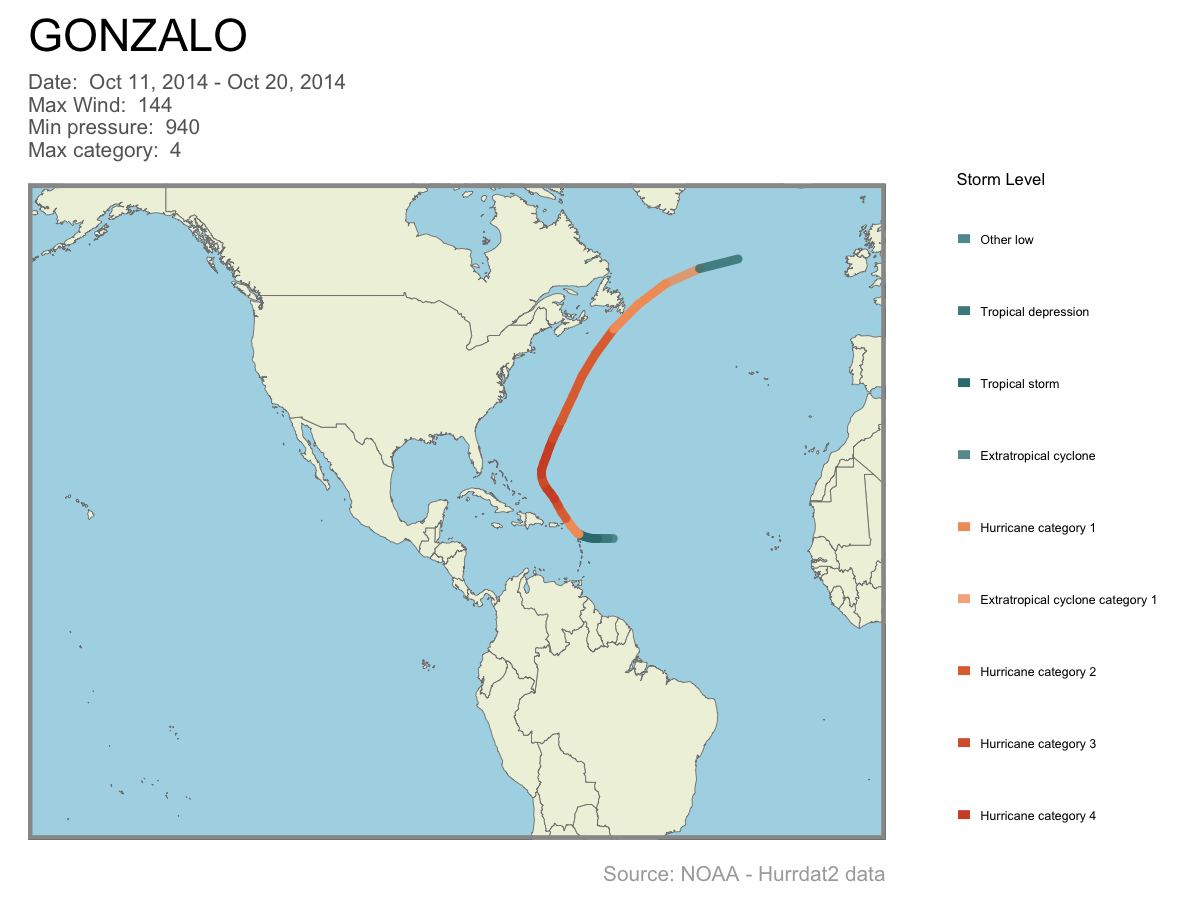 GONZALO
Date:  Oct 11, 2014 - Oct 20, 2014
Max Wind:  144
Min pressure:  940
Max category:  4
Storm Level
Other low
Tropical depression
Tropical storm
Extratropical cyclone
Hurricane category 1
Extratropical cyclone category 1
Hurricane category 2
Hurricane category 3
Hurricane category 4
Source: NOAA - Hurrdat2 data